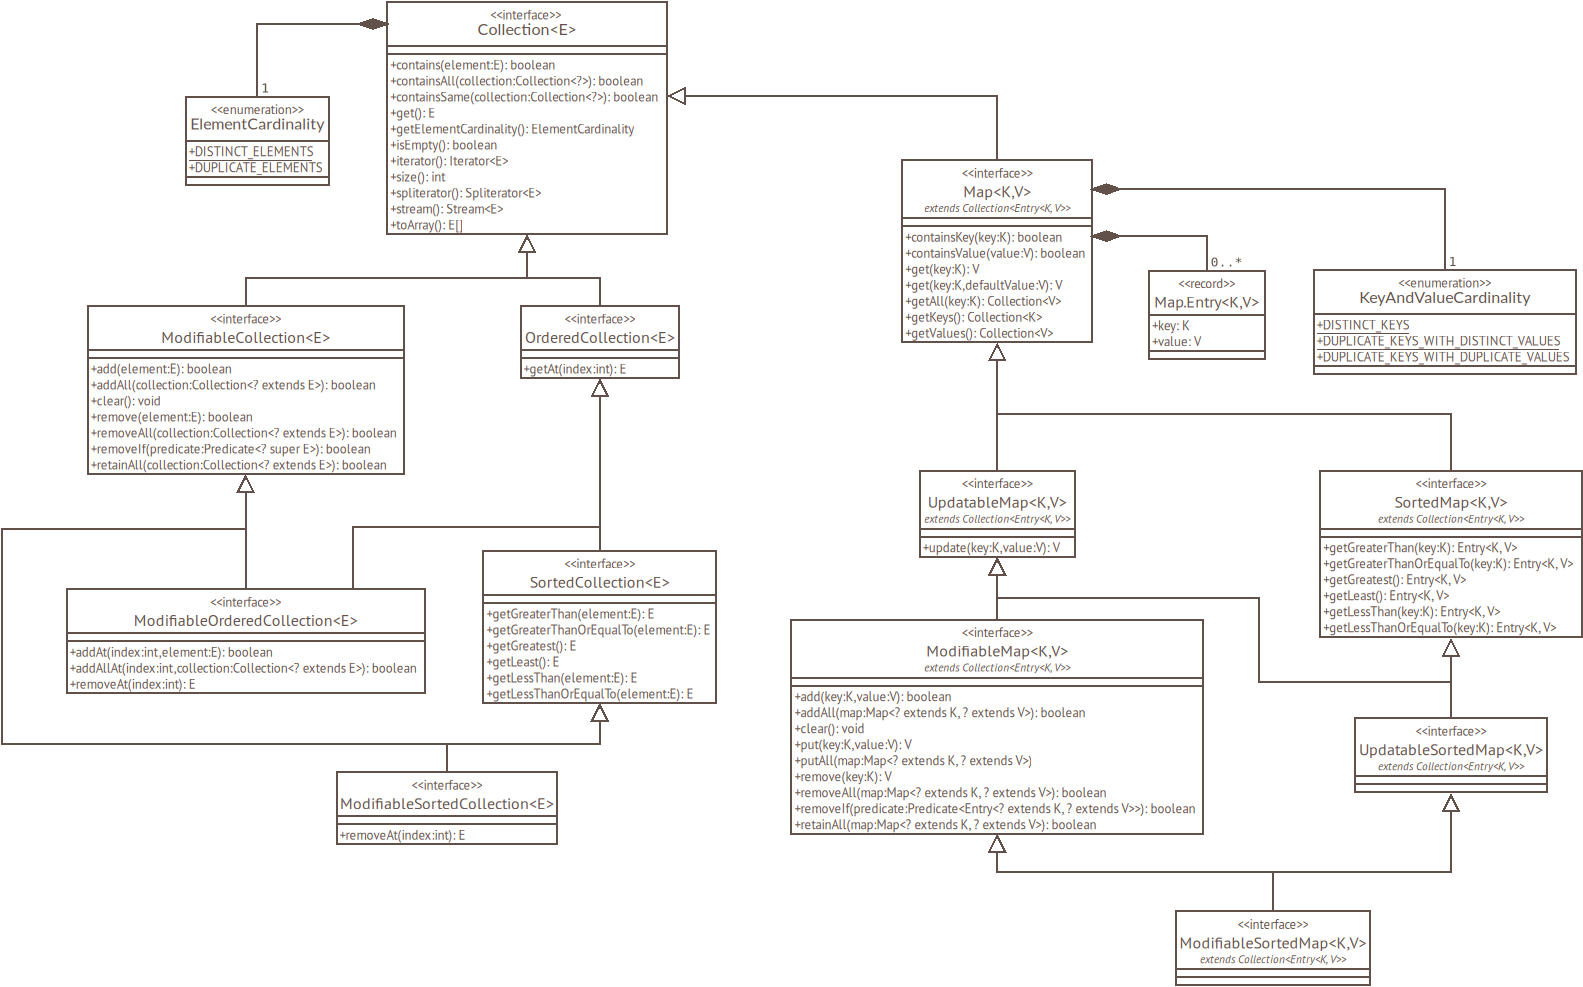 <<interface>>
Collection<E>
+contains(element:E): boolean
+containsAll(collection:Collection<?>): boolean
+containsSame(collection:Collection<?>): boolean
+get(): E
+getElementCardinality(): ElementCardinality
+isEmpty(): boolean
+iterator(): Iterator<E>
+size(): int
+spliterator(): Spliterator<E>
+stream(): Stream<E>
+toArray(): E[]
1
<<enumeration>>
ElementCardinality
+DISTINCT_ELEMENTS
+DUPLICATE_ELEMENTS
<<interface>>
Map<K,V>
extends Collection<Entry<K, V>>
+containsKey(key:K): boolean
+containsValue(value:V): boolean
+get(key:K): V
+get(key:K,defaultValue:V): V
+getAll(key:K): Collection<V>
+getKeys(): Collection<K>
+getValues(): Collection<V>
0..*
<<record>>
Map.Entry<K,V>
+key: K
+value: V
1
<<enumeration>>
KeyAndValueCardinality
+DISTINCT_KEYS
+DUPLICATE_KEYS_WITH_DISTINCT_VALUES
+DUPLICATE_KEYS_WITH_DUPLICATE_VALUES
<<interface>>
ModifiableCollection<E>
+add(element:E): boolean
+addAll(collection:Collection<? extends E>): boolean
+clear(): void
+remove(element:E): boolean
+removeAll(collection:Collection<? extends E>): boolean
+removeIf(predicate:Predicate<? super E>): boolean
+retainAll(collection:Collection<? extends E>): boolean
<<interface>>
OrderedCollection<E>
+getAt(index:int): E
<<interface>>
UpdatableMap<K,V>
extends Collection<Entry<K, V>>
+update(key:K,value:V): V
<<interface>>
SortedMap<K,V>
extends Collection<Entry<K, V>>
+getGreaterThan(key:K): Entry<K, V>
+getGreaterThanOrEqualTo(key:K): Entry<K, V>
+getGreatest(): Entry<K, V>
+getLeast(): Entry<K, V>
+getLessThan(key:K): Entry<K, V>
+getLessThanOrEqualTo(key:K): Entry<K, V>
<<interface>>
ModifiableOrderedCollection<E>
+addAt(index:int,element:E): boolean
+addAllAt(index:int,collection:Collection<? extends E>): boolean
+removeAt(index:int): E
<<interface>>
SortedCollection<E>
+getGreaterThan(element:E): E
+getGreaterThanOrEqualTo(element:E): E
+getGreatest(): E
+getLeast(): E
+getLessThan(element:E): E
+getLessThanOrEqualTo(element:E): E
<<interface>>
ModifiableMap<K,V>
extends Collection<Entry<K, V>>
+add(key:K,value:V): boolean
+addAll(map:Map<? extends K, ? extends V>): boolean
+clear(): void
+put(key:K,value:V): V
+putAll(map:Map<? extends K, ? extends V>)
+remove(key:K): V
+removeAll(map:Map<? extends K, ? extends V>): boolean
+removeIf(predicate:Predicate<Entry<? extends K, ? extends V>>): boolean
+retainAll(map:Map<? extends K, ? extends V>): boolean
<<interface>>
UpdatableSortedMap<K,V>
extends Collection<Entry<K, V>>
<<interface>>
ModifiableSortedCollection<E>
+removeAt(index:int): E
<<interface>>
ModifiableSortedMap<K,V>
extends Collection<Entry<K, V>>